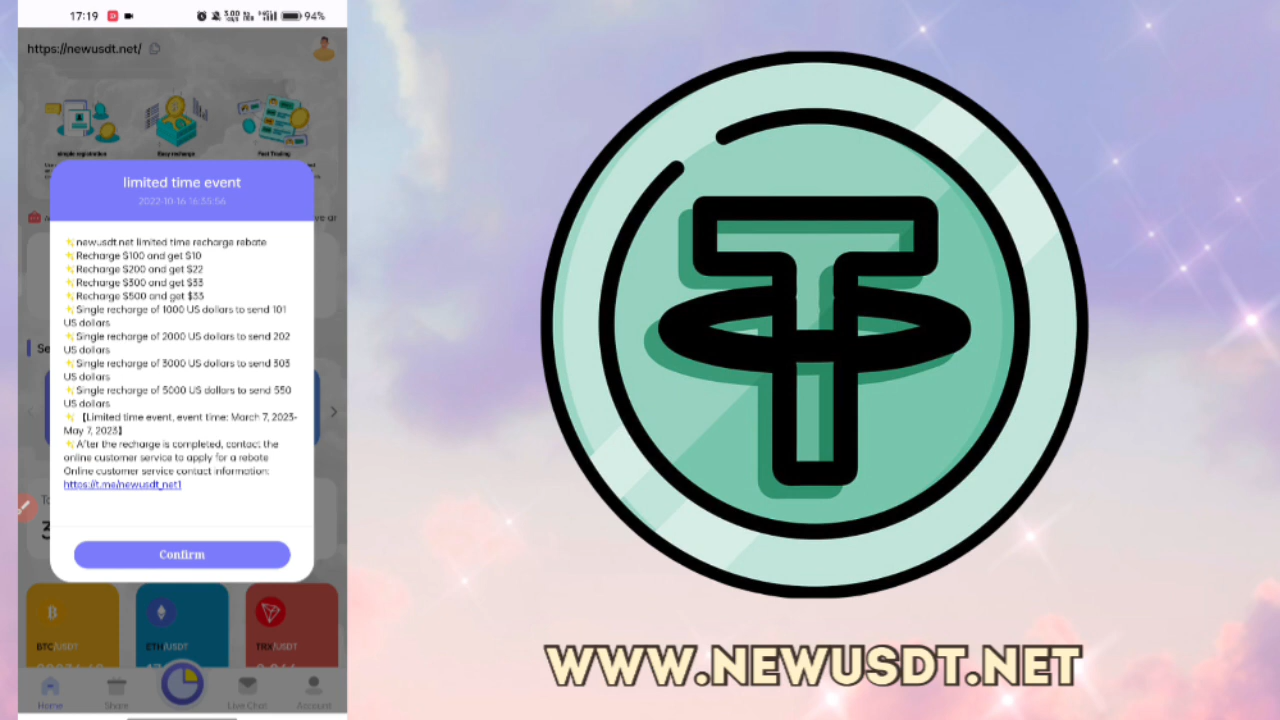 17:19
3.00
94%
https://newusdt.net/
simple registration
Easy recharge
Fast Trading
limited time event
2022-10-16 16:35:56
✨newusdt.net limited time recharge rebate
✨Recharge $100 and get $10
✨Recharge $200 and get $22
✨Recharge $300 and get $33
✨Recharge $500 and get $33
✨Single recharge of 1000 US dollars to send 101
US dollars
✨Single recharge of 2000 US dollars to send 202
US dollars
✨Single recharge of 3000 US dollars to send 303
US dollars
✨Single recharge of 5000 US dollars to send 550
US dollars
✨【Limited time event, event time: March 7, 2023-
May 7, 2023】
✨After the recharge is completed, contact the
online customer service to apply for a rebate
Online customer service contact information:
https://t.me/newusdt_net1
Confirm
BTC/USDT
ETH/USDT
TRX/USDT
Home
Share
Live Chat
Account
WWW.NEWUSDT.NET